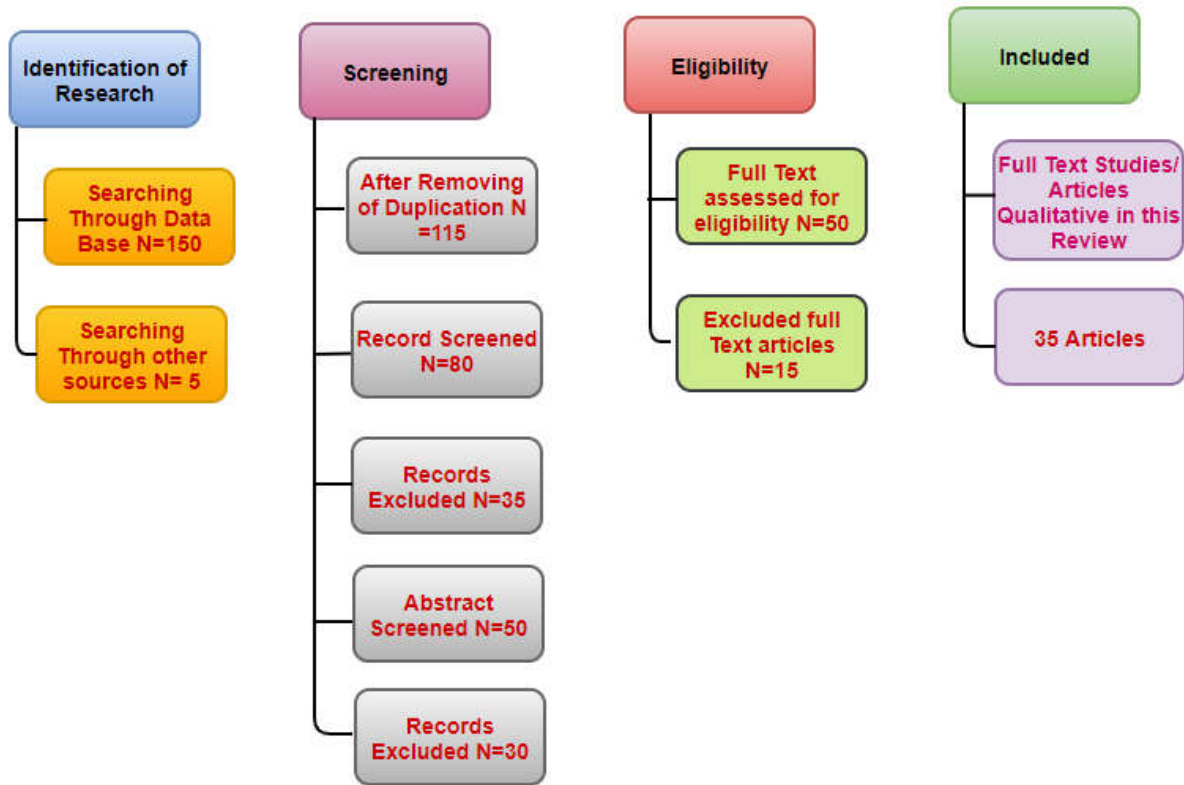 Identification of
Research
Searching
Through Data
Base N=150
Searching
Through other
sources N= 5
Screening
After Removing
of Duplication N
=115
Record Screened
N=80
Records
Excluded N=35
Abstract
Screened N=50
Records
Excluded N=30
Eligibility
Full Text
assessed for
eligibility N=50
Excluded full
Text articles
N=15
Included
Full Text Studies/
Articles
Qualitative in this
Review
35 Articles